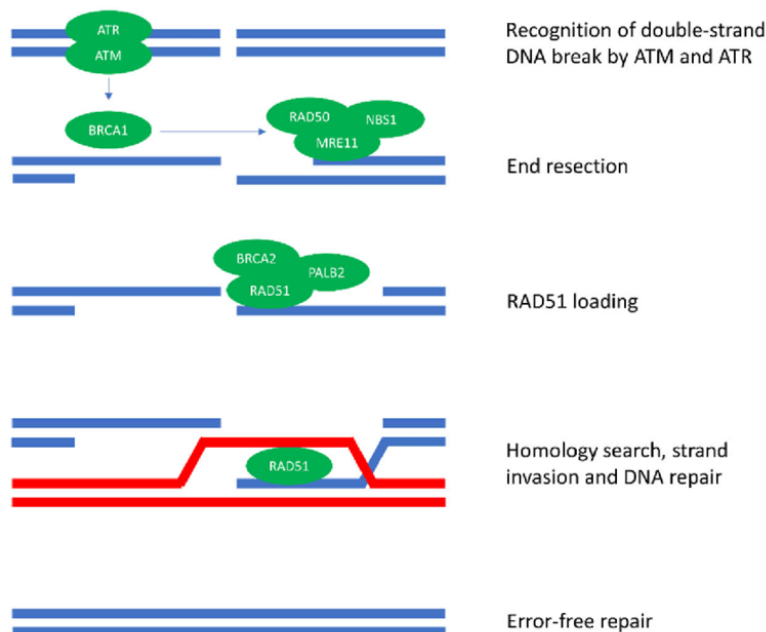 ATR
ATM
Recognition of double-strand
DNA break by ATM and ATR
BRCA1
RAD50
NBS1
MRE11
End resection
BRCA2
PALB2
RAD51
RAD51 loading
RAD51
Homology search, strand
invasion and DNA repair
Error-free repair